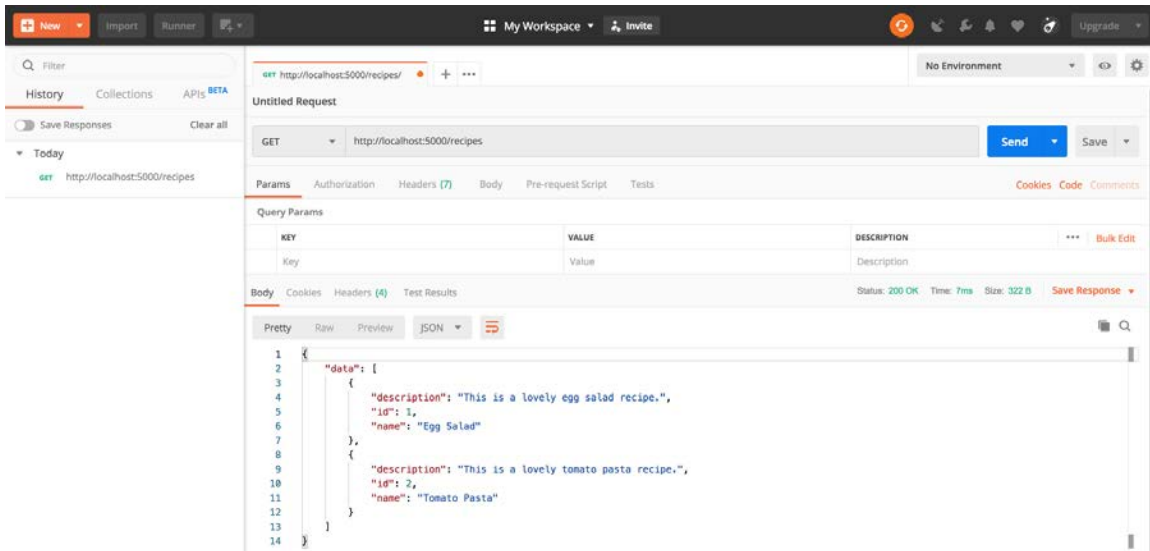 New Import Runner My Workspace Invite Upgrade
Filter
History Collections APIs BETA
Save Responses Clear all
Today
GET http://localhost:5000/recipes
GET http://localhost:5000/recipes/ + ••• No Environment
Untitled Request
GET http://localhost:5000/recipes Send Save
Params Authorization Headers (7) Body Pre-request Script Tests Cookies Code Comments
Query Params
KEY VALUE DESCRIPTION ••• Bulk Edit
Key Value Description
Body Cookies Headers (4) Test Results Status: 200 OK Time: 7ms Size: 322 B Save Response
Pretty Raw Preview JSON
1 {
2 "data": [
3 {
4 "description": "This is a lovely egg salad recipe.",
5 "id": 1,
6 "name": "Egg Salad"
7 },
8 {
9 "description": "This is a lovely tomato pasta recipe.",
10 "id": 2,
11 "name": "Tomato Pasta"
12 }
13 ]
14 }